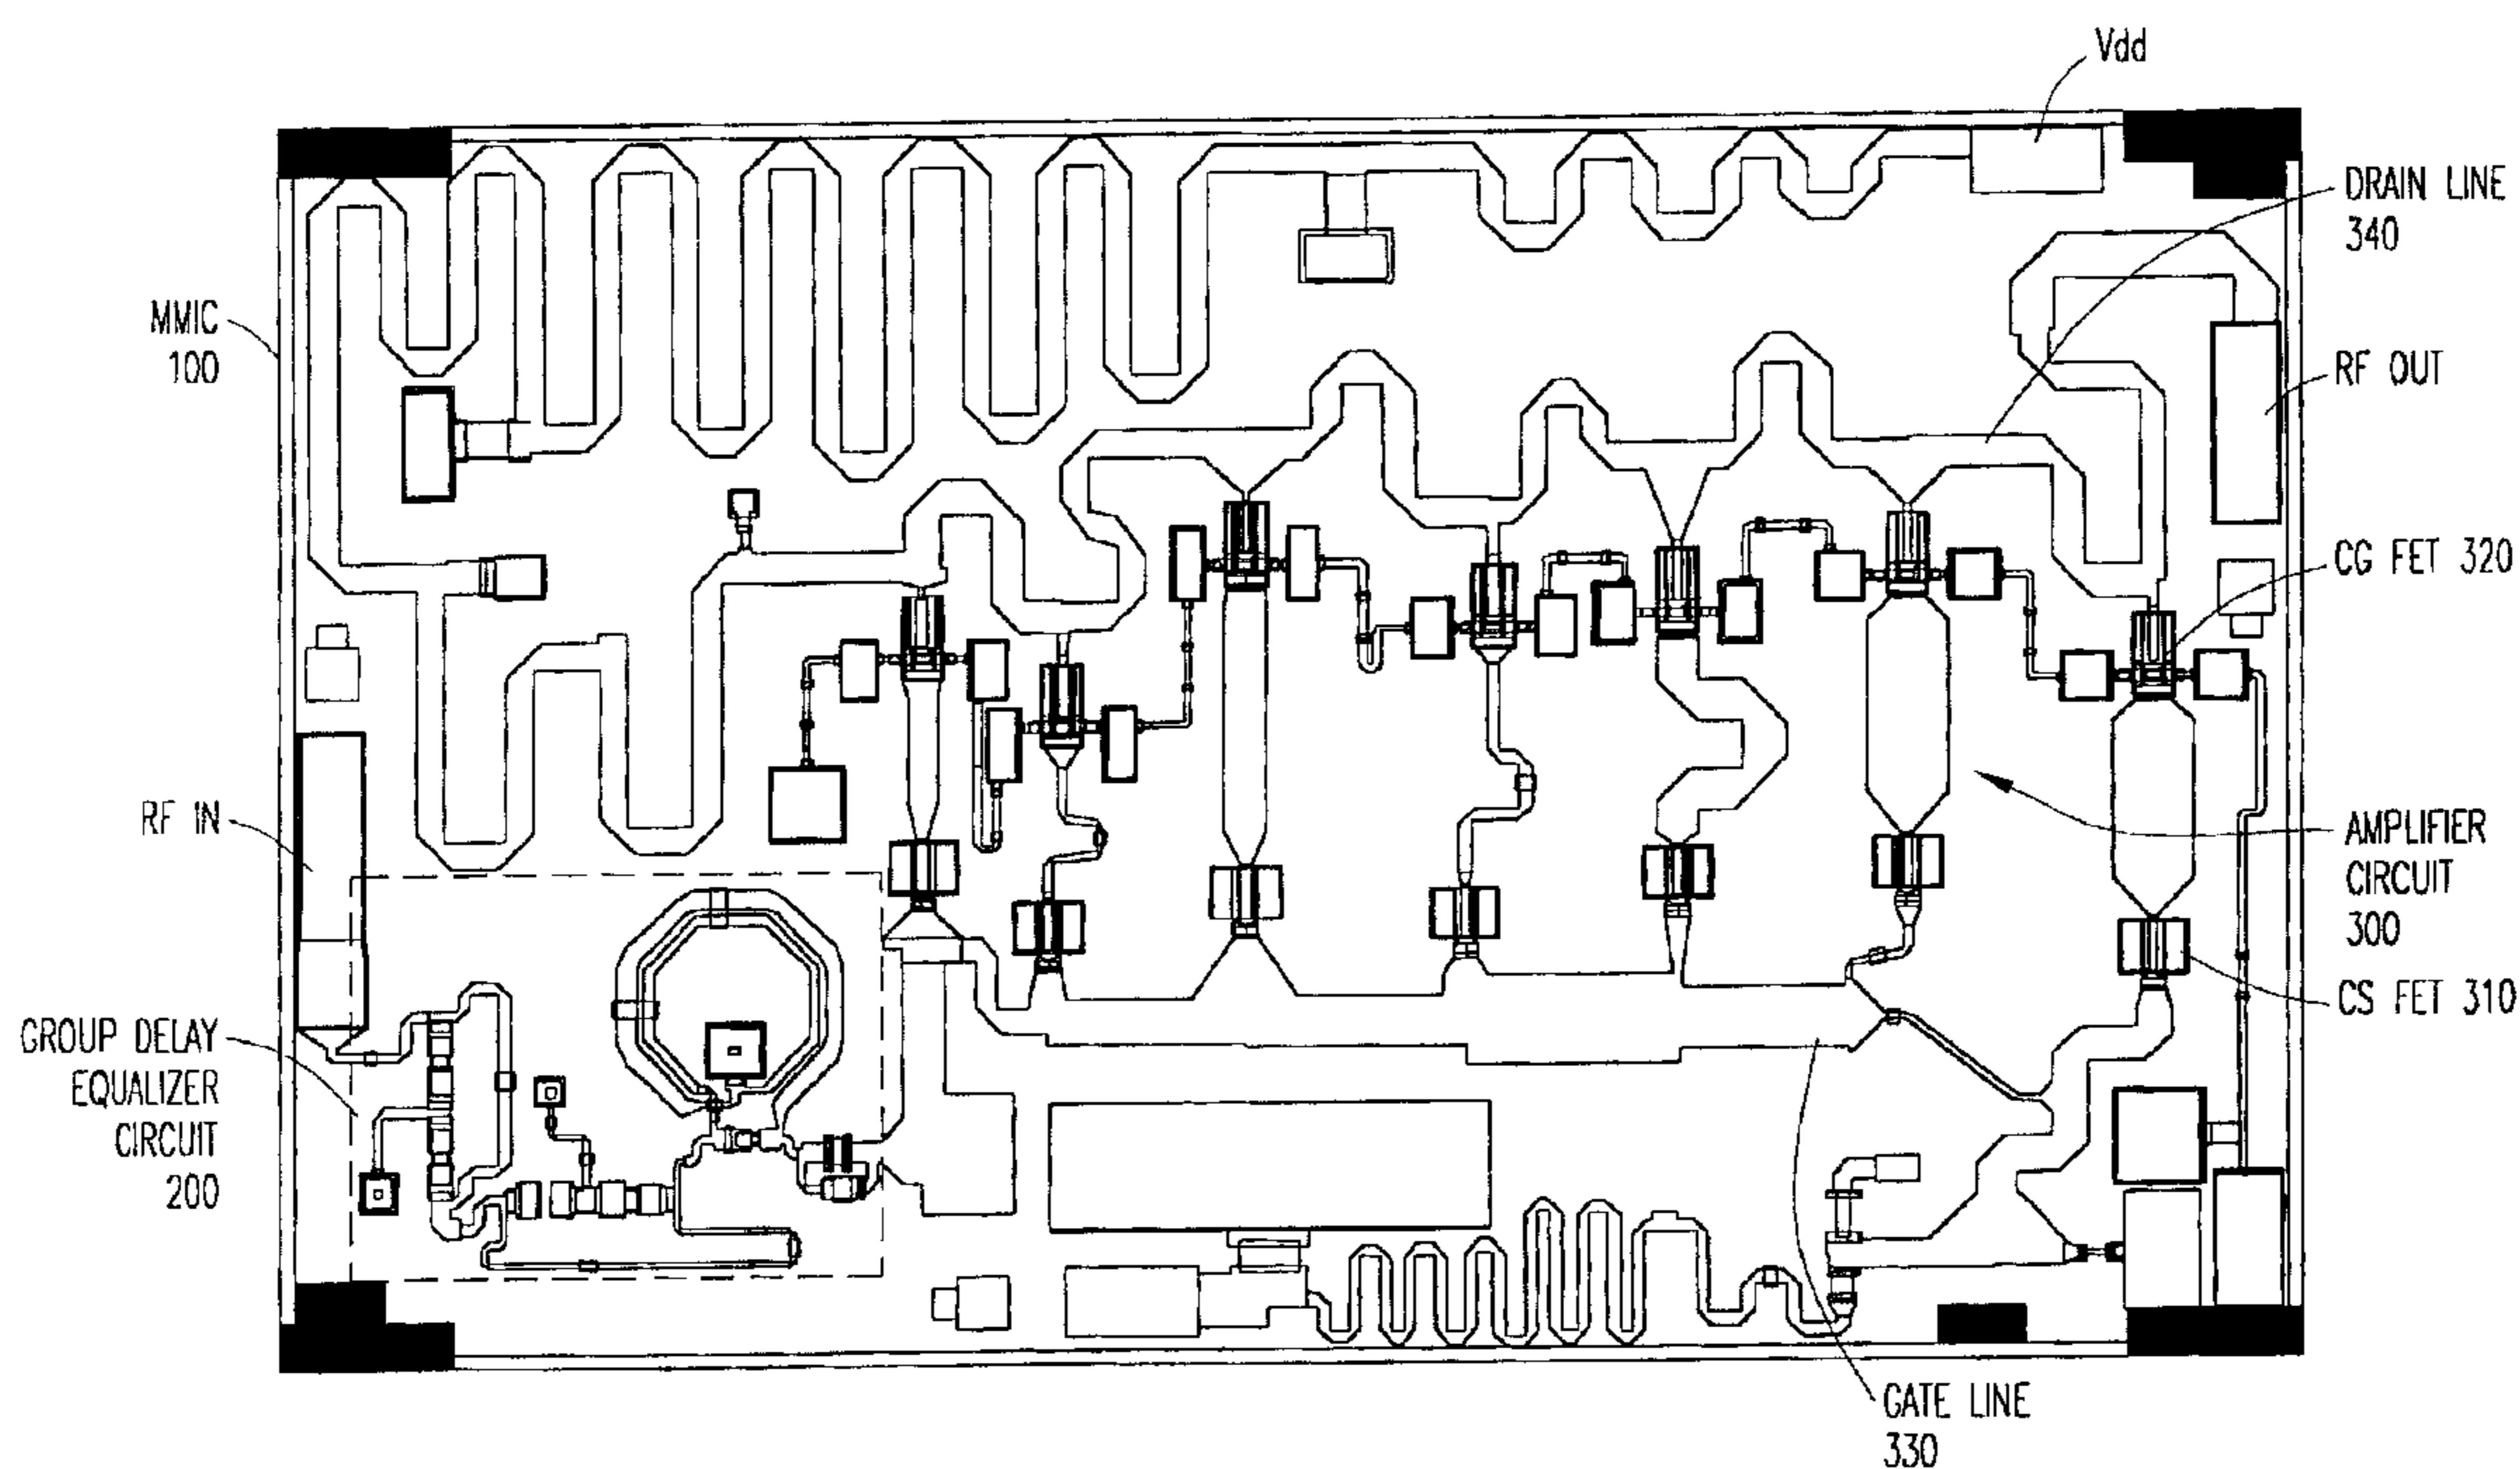 Vdd
DRAIN LINE
340
MMIC
100
RF OUT
CG FET 320
RF IN
AMPLIFIER
CIRCUIT
300
CS FET 310
GROUP DELAY
EQUALIZER
CIRCUIT
200
GATE LINE
330